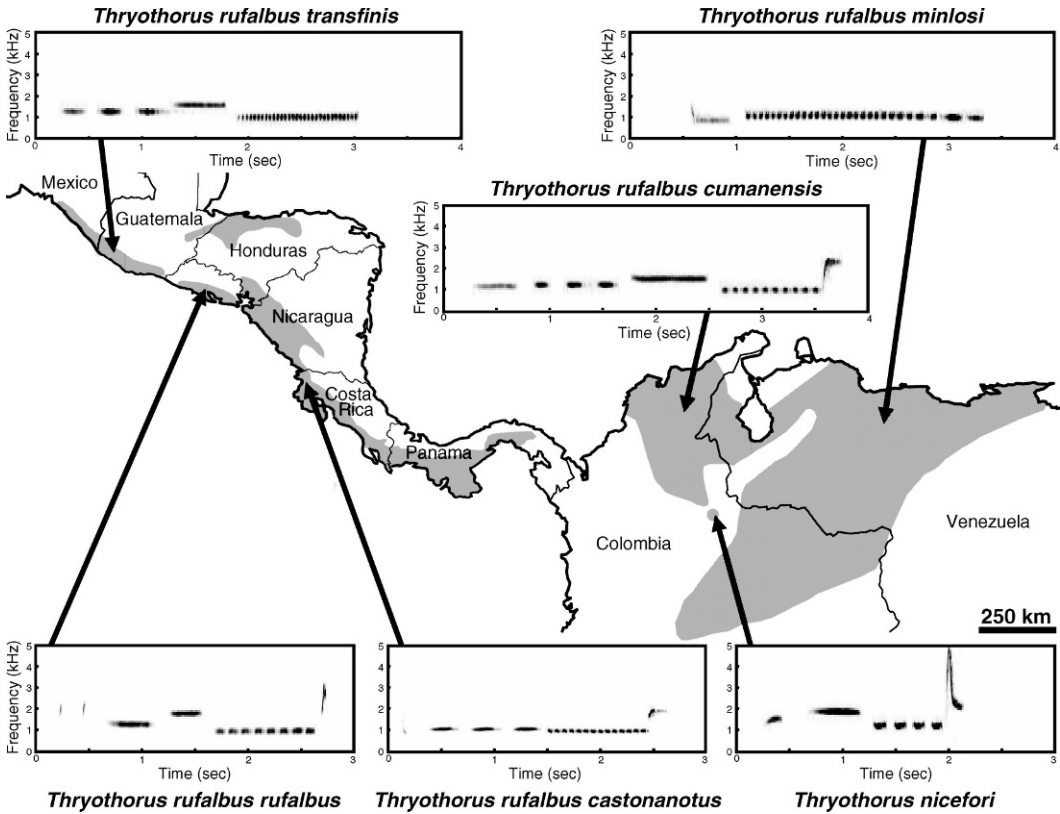 Thryothorus rufalbus transfinis
Thryothorus rufalbus minlosi
5
4
3
2
1
0
Frequency (kHz)
0 1 2 3 4
Time (sec)
5
4
3
2
1
0
Frequency (kHz)
0 1 2 3 4
Time (sec)
Thryothorus rufalbus cumanensis
5
4
3
2
1
0
Frequency (kHz)
0 1 2 3 4
Time (sec)
Mexico
Guatemala
Honduras
Nicaragua
Costa
Rica
Panama
Colombia
Venezuela
250 km
5
4
3
2
1
0
Frequency (kHz)
0 1 2 3
Time (sec)
5
4
3
2
1
0
0 1 2 3
Time (sec)
5
4
3
2
1
0
0 1 2 3
Time (sec)
Thryothorus rufalbus rufalbus
Thryothorus rufalbus castonanotus
Thryothorus nicefori